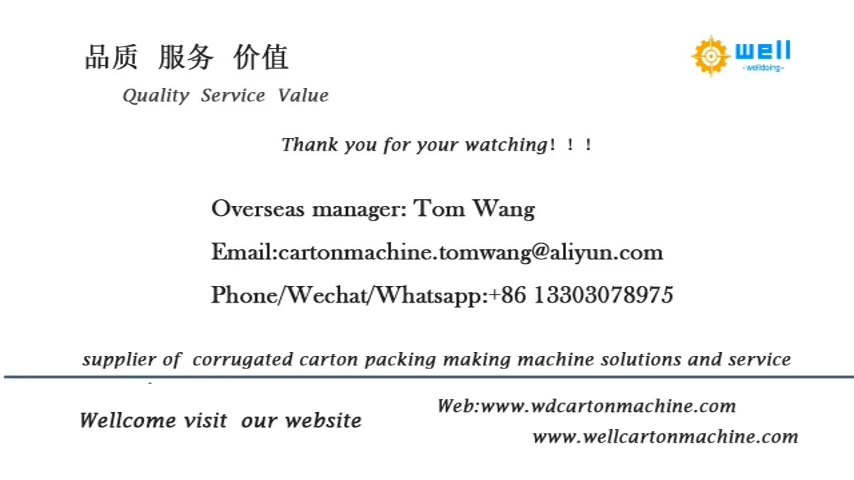 品质 服务 价值
well
-welldoing-
Quality Service Value
Thank you for your watching！！！
Overseas manager: Tom Wang
Email:cartonmachine.tomwang@aliyun.com
Phone/Wechat/Whatsapp:+86 13303078975
supplier of corrugated carton packing making machine solutions and service
Wellcome visit our website
Web:www.wdcartonmachine.com
www.wellcartonmachine.com